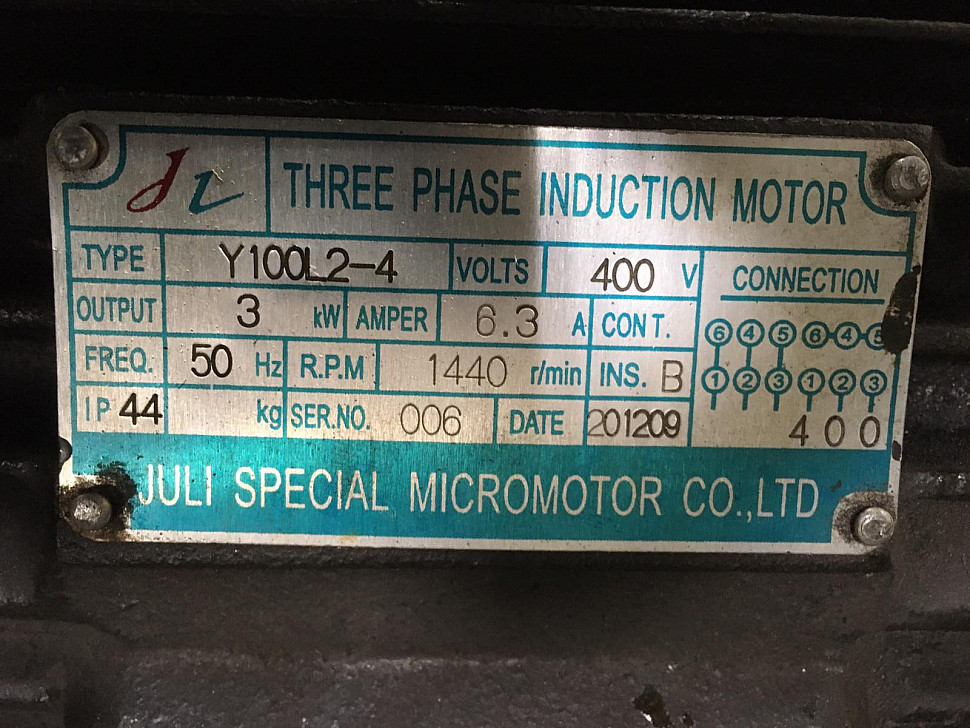 JL THREE PHASE INDUCTION MOTOR
TYPE Y100L2-4 VOLTS 400 V CONNECTION
OUTPUT 3 kW AMPER 6.3 A CONT.
⑥ ④ ⑤ ⑥ ④ ⑤
FREQ. 50 Hz R.P.M 1440 r/min INS. B
① ② ③ ① ② ③
IP 44 kg SER.NO. 006 DATE 201209 400
JULI SPECIAL MICROMOTOR CO.,LTD